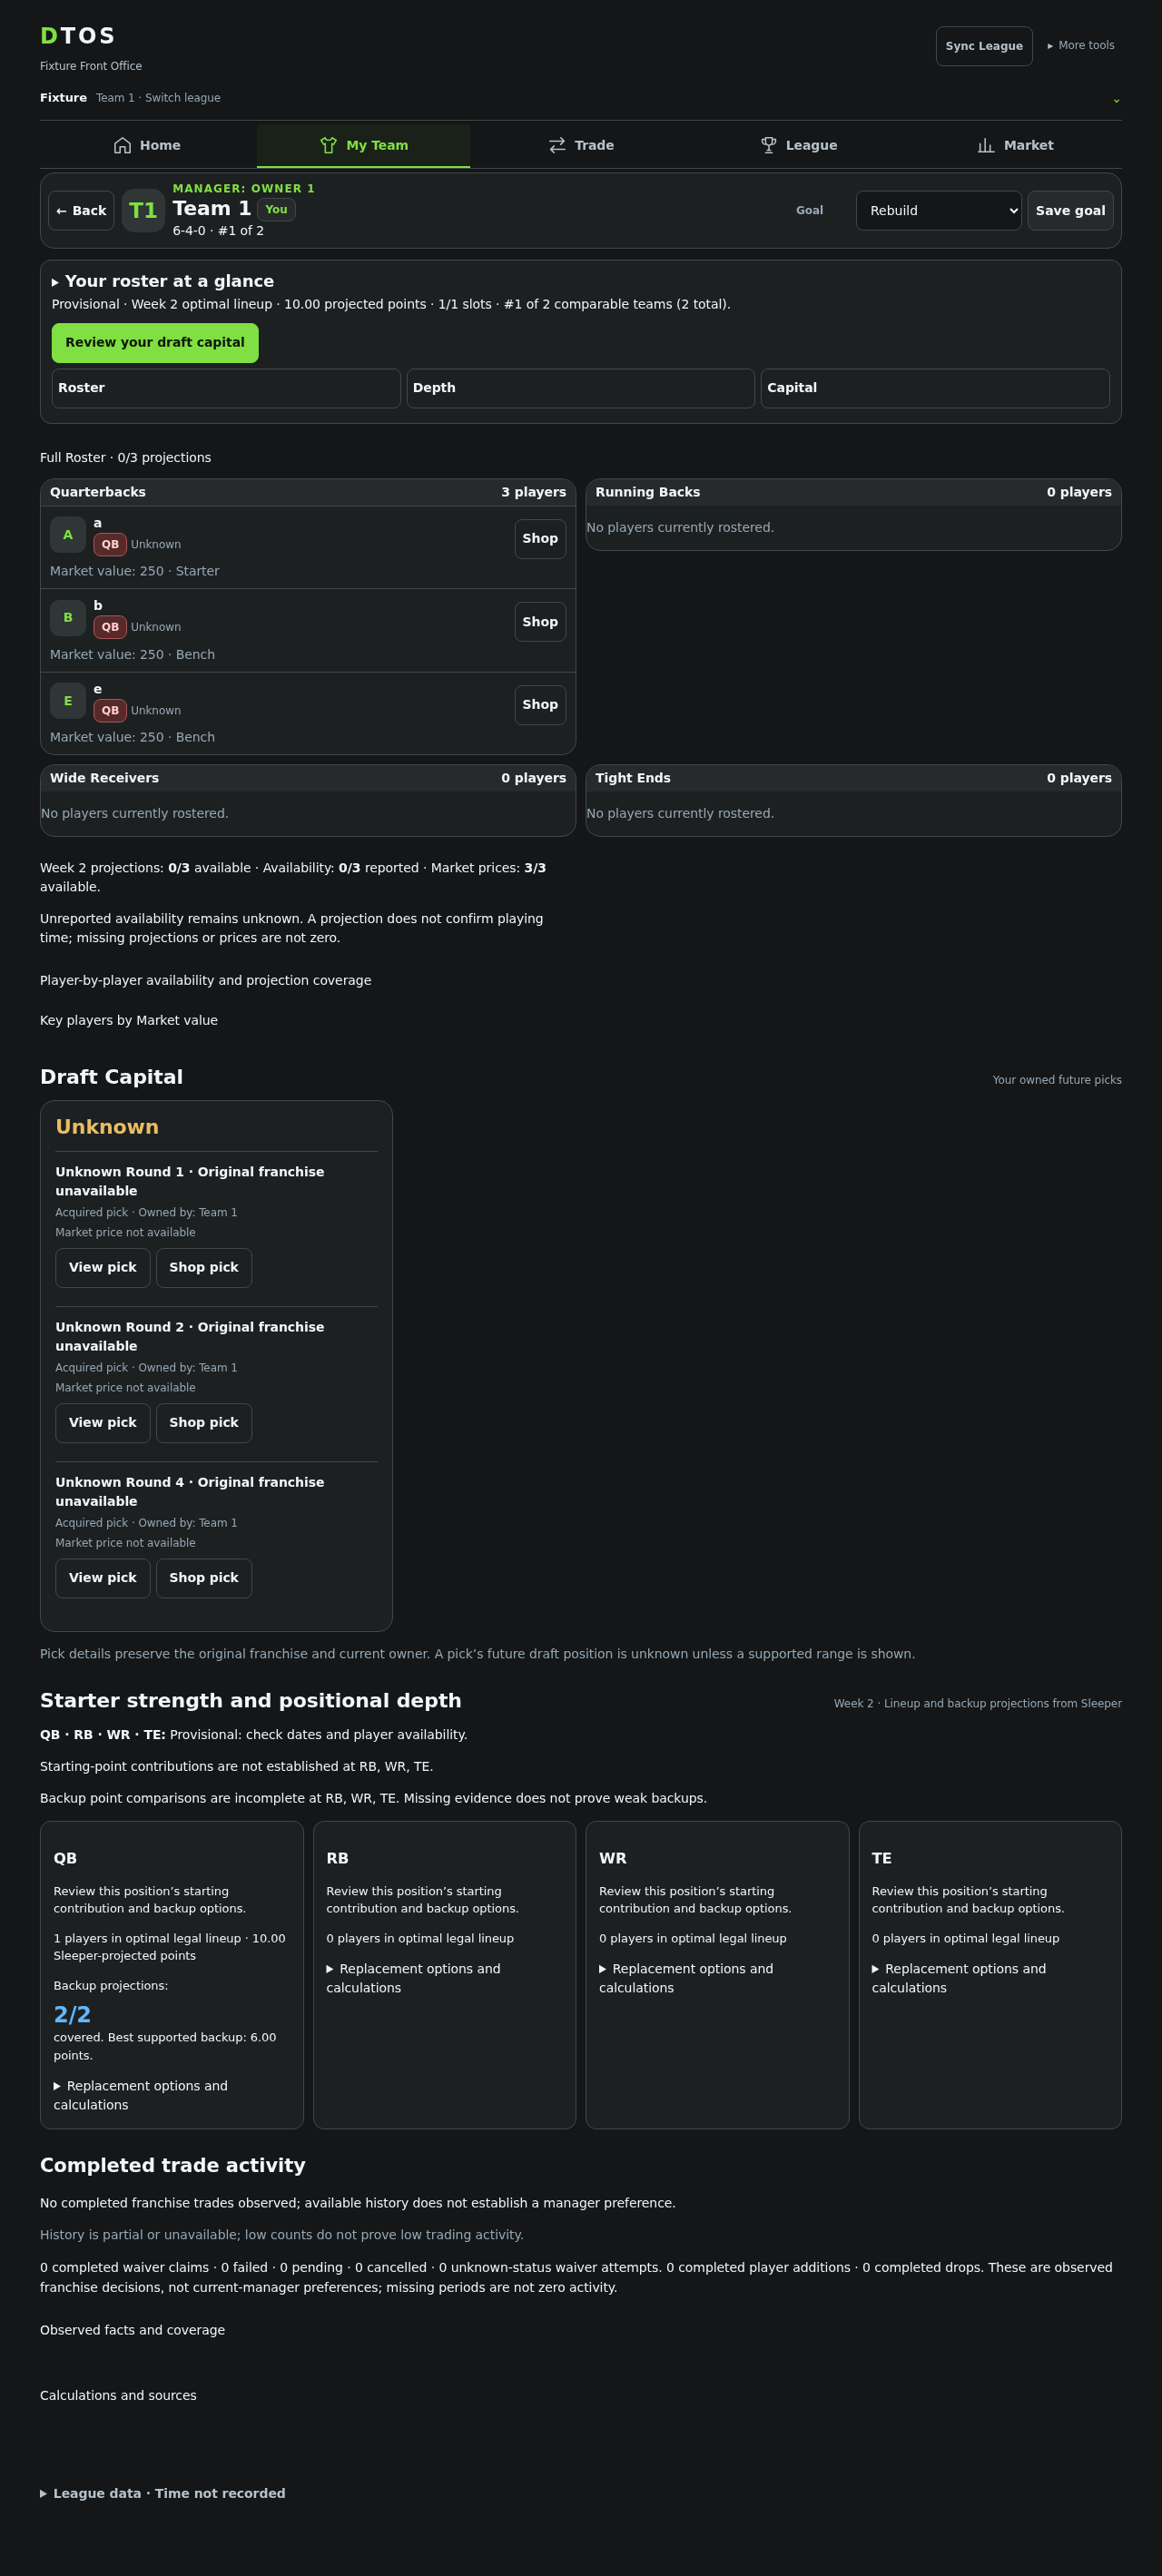 DTOS
Fixture Front Office
Sync League
▸ More tools
Fixture Team 1 · Switch league
Home
My Team
Trade
League
Market
← Back
T1
MANAGER: OWNER 1
Team 1 You
6-4-0 · #1 of 2
Goal
Rebuild
Save goal
▶ Your roster at a glance
Provisional · Week 2 optimal lineup · 10.00 projected points · 1/1 slots · #1 of 2 comparable teams (2 total).
Review your draft capital
Roster
Depth
Capital
Full Roster · 0/3 projections
Quarterbacks 3 players
A
a
QB Unknown
Shop
Market value: 250 · Starter
B
b
QB Unknown
Shop
Market value: 250 · Bench
E
e
QB Unknown
Shop
Market value: 250 · Bench
Running Backs 0 players
No players currently rostered.
Wide Receivers 0 players
No players currently rostered.
Tight Ends 0 players
No players currently rostered.
Week 2 projections: 0/3 available · Availability: 0/3 reported · Market prices: 3/3
available.
Unreported availability remains unknown. A projection does not confirm playing
time; missing projections or prices are not zero.
Player-by-player availability and projection coverage
Key players by Market value
Draft Capital
Your owned future picks
Unknown
Unknown Round 1 · Original franchise
unavailable
Acquired pick · Owned by: Team 1
Market price not available
View pick
Shop pick
Unknown Round 2 · Original franchise
unavailable
Acquired pick · Owned by: Team 1
Market price not available
View pick
Shop pick
Unknown Round 4 · Original franchise
unavailable
Acquired pick · Owned by: Team 1
Market price not available
View pick
Shop pick
Pick details preserve the original franchise and current owner. A pick’s future draft position is unknown unless a supported range is shown.
Starter strength and positional depth
Week 2 · Lineup and backup projections from Sleeper
QB · RB · WR · TE: Provisional: check dates and player availability.
Starting-point contributions are not established at RB, WR, TE.
Backup point comparisons are incomplete at RB, WR, TE. Missing evidence does not prove weak backups.
QB
Review this position’s starting
contribution and backup options.
1 players in optimal legal lineup · 10.00
Sleeper-projected points
Backup projections:
2/2
covered. Best supported backup: 6.00
points.
▶ Replacement options and
calculations
RB
Review this position’s starting
contribution and backup options.
0 players in optimal legal lineup
▶ Replacement options and
calculations
WR
Review this position’s starting
contribution and backup options.
0 players in optimal legal lineup
▶ Replacement options and
calculations
TE
Review this position’s starting
contribution and backup options.
0 players in optimal legal lineup
▶ Replacement options and
calculations
Completed trade activity
No completed franchise trades observed; available history does not establish a manager preference.
History is partial or unavailable; low counts do not prove low trading activity.
0 completed waiver claims · 0 failed · 0 pending · 0 cancelled · 0 unknown-status waiver attempts. 0 completed player additions · 0 completed drops. These are observed
franchise decisions, not current-manager preferences; missing periods are not zero activity.
Observed facts and coverage
Calculations and sources
▶ League data · Time not recorded